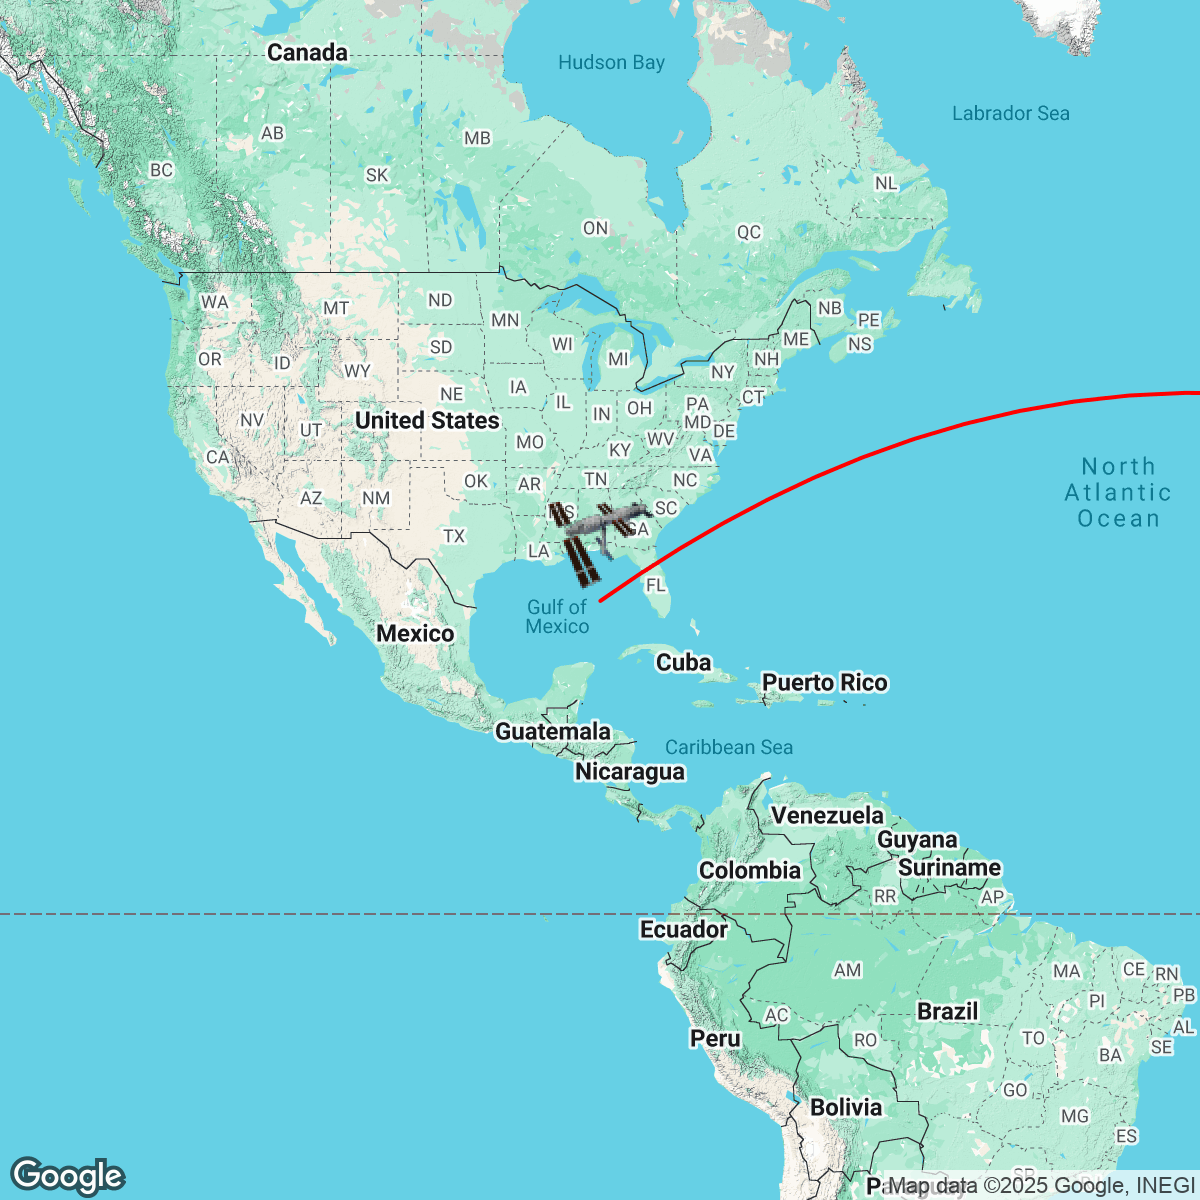 Canada
Hudson Bay
Labrador Sea
AB
MB
BC
SK
NL
ON
QC
WA
MT
ND
MN
NB
PE
OR
ID
SD
WI
MI
ME
NS
WY
NY
NH
NV
UT
NE
IA
IL
IN
OH
PA
CT
United States
MO
KY
WV
MD
DE
CA
VA
North
Atlantic
Ocean
AZ
NM
OK
AR
TN
NC
SC
TX
LA
GA
FL
Gulf of
Mexico
Mexico
Cuba
Puerto Rico
Guatemala
Caribbean Sea
Nicaragua
Venezuela
Guyana
Colombia
Suriname
RR
AP
Ecuador
AM
MA
CE
RN
PI
PB
AC
Brazil
AL
Peru
RO
TO
BA
SE
GO
Bolivia
MG
ES
Google
Map data ©2025 Google, INEGI